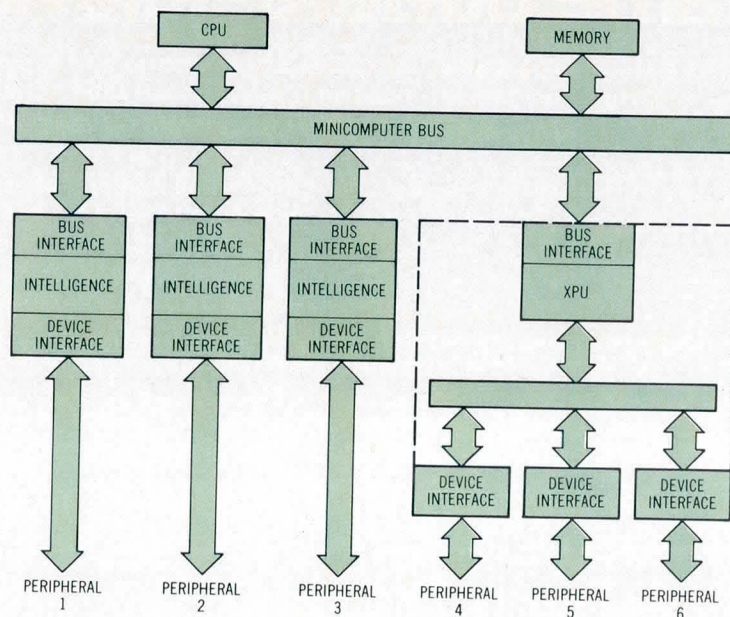 CPU
MEMORY
MINICOMPUTER BUS
BUS
INTERFACE
INTELLIGENCE
DEVICE
INTERFACE
BUS
INTERFACE
INTELLIGENCE
DEVICE
INTERFACE
BUS
INTERFACE
INTELLIGENCE
DEVICE
INTERFACE
BUS
INTERFACE
XPU
DEVICE
INTERFACE
DEVICE
INTERFACE
DEVICE
INTERFACE
PERIPHERAL
1
PERIPHERAL
2
PERIPHERAL
3
PERIPHERAL
4
PERIPHERAL
5
PERIPHERAL
6